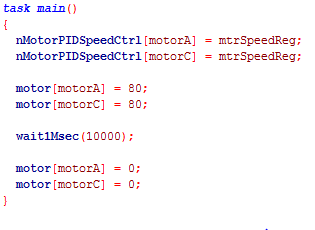 task main()
{
nMotorPIDSpeedCtrl[motorA] = mtrSpeedReg;
nMotorPIDSpeedCtrl[motorC] = mtrSpeedReg;
motor[motorA] = 80;
motor[motorC] = 80;
wait1Msec(10000);
motor[motorA] = 0;
motor[motorC] = 0;
}